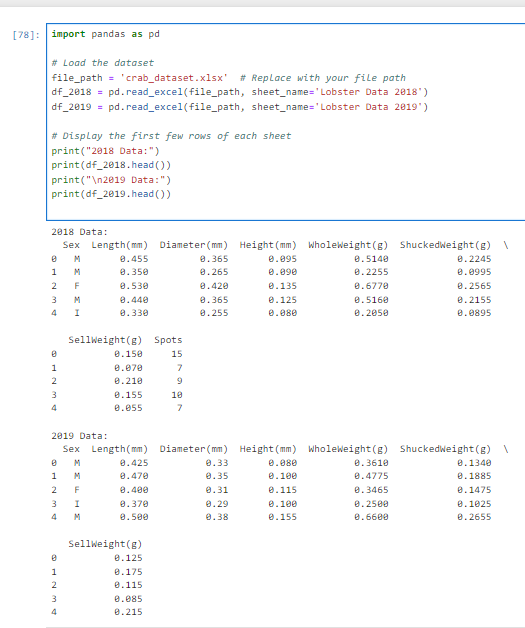 [78]: import pandas as pd
# Load the dataset
file_path = 'crab_dataset.xlsx'  # Replace with your file path
df_2018 = pd.read_excel(file_path, sheet_name='Lobster Data 2018')
df_2019 = pd.read_excel(file_path, sheet_name='Lobster Data 2019')
# Display the first few rows of each sheet
print("2018 Data:")
print(df_2018.head())
print("\n2019 Data:")
print(df_2019.head())
2018 Data:
  Sex  Length(mm)  Diameter(mm)  Height(mm)  WholeWeight(g)  ShuckedWeight(g)  \
0   M       0.455         0.365       0.095          0.5140            0.2245
1   M       0.350         0.265       0.090          0.2255            0.0995
2   F       0.530         0.420       0.135          0.6770            0.2565
3   M       0.440         0.365       0.125          0.5160            0.2155
4   I       0.330         0.255       0.080          0.2050            0.0895
   SellWeight(g)  Spots
0          0.150     15
1          0.070      7
2          0.210      9
3          0.155     10
4          0.055      7
2019 Data:
  Sex  Length(mm)  Diameter(mm)  Height(mm)  WholeWeight(g)  ShuckedWeight(g)  \
0   M       0.425          0.33       0.080          0.3610            0.1340
1   M       0.470          0.35       0.100          0.4775            0.1885
2   F       0.400          0.31       0.115          0.3465            0.1475
3   I       0.370          0.29       0.100          0.2500            0.1025
4   M       0.500          0.38       0.155          0.6600            0.2655
   SellWeight(g)
0          0.125
1          0.175
2          0.115
3          0.085
4          0.215